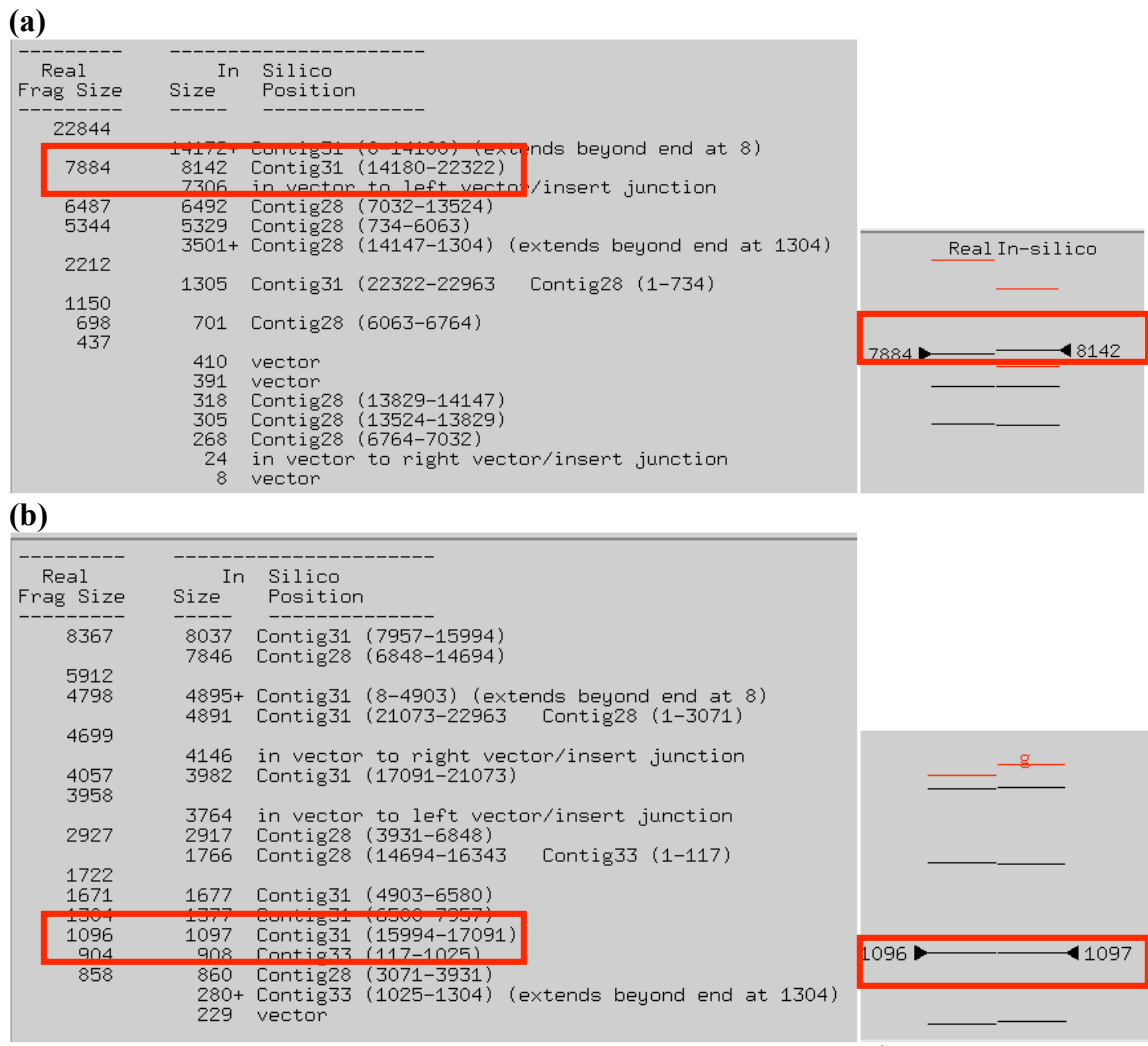 (a)
--------- ----------------------
Real In Silico
Frag Size Size Position
--------- ----- --------------
22844
14172+ Contig31 (8-14180) (extends beyond end at 8)
7884 8142 Contig31 (14180-22322)
7306 in vector to left vector/insert junction
6487 6492 Contig28 (7032-13524)
5344 5329 Contig28 (734-6063)
3501+ Contig28 (14147-1304) (extends beyond end at 1304)
2212
1305 Contig31 (22322-22963 Contig28 (1-734)
1150
698 701 Contig28 (6063-6764)
437
410 vector
391 vector
318 Contig28 (13829-14147)
305 Contig28 (13524-13829)
268 Contig28 (6764-7032)
24 in vector to right vector/insert junction
8 vector
Real In-silico
7884 8142
(b)
--------- ----------------------
Real In Silico
Frag Size Size Position
--------- ----- --------------
8367 8037 Contig31 (7957-15994)
7846 Contig28 (6848-14694)
5912
4798 4895+ Contig31 (8-4903) (extends beyond end at 8)
4891 Contig31 (21073-22963 Contig28 (1-3071)
4699
4146 in vector to right vector/insert junction
4057 3982 Contig31 (17091-21073)
3958
3764 in vector to left vector/insert junction
2927 2917 Contig28 (3931-6848)
1766 Contig28 (14694-16343 Contig33 (1-117)
1722
1671 1677 Contig31 (4903-6580)
1377 Contig31 (6580-7957)
1096 1097 Contig31 (15994-17091)
904 908 Contig33 (117-1025)
858 860 Contig28 (3071-3931)
280+ Contig33 (1025-1304) (extends beyond end at 1304)
229 vector
g
1096 1097